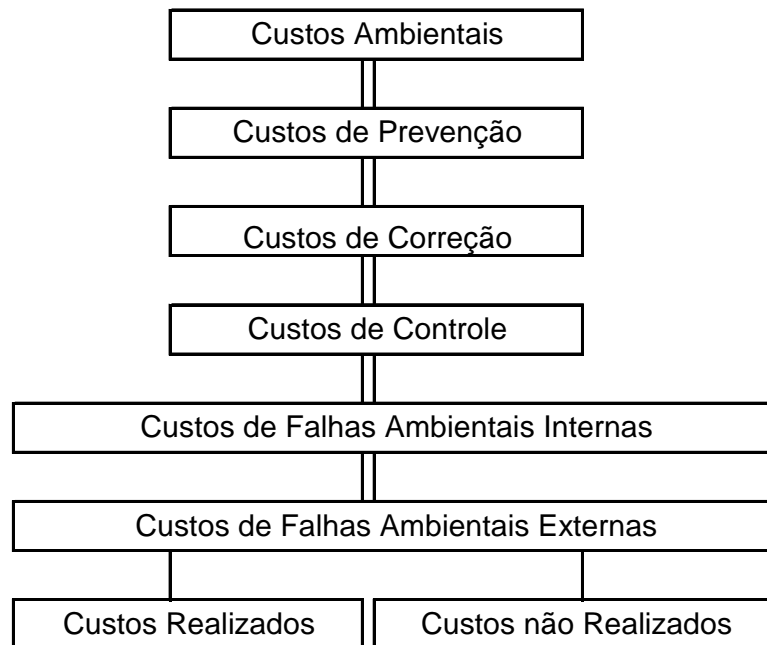 Custos Ambientais
Custos de Prevenção
Custos de Correção
Custos de Controle
Custos de Falhas Ambientais Internas
Custos de Falhas Ambientais Externas
Custos Realizados
Custos não Realizados